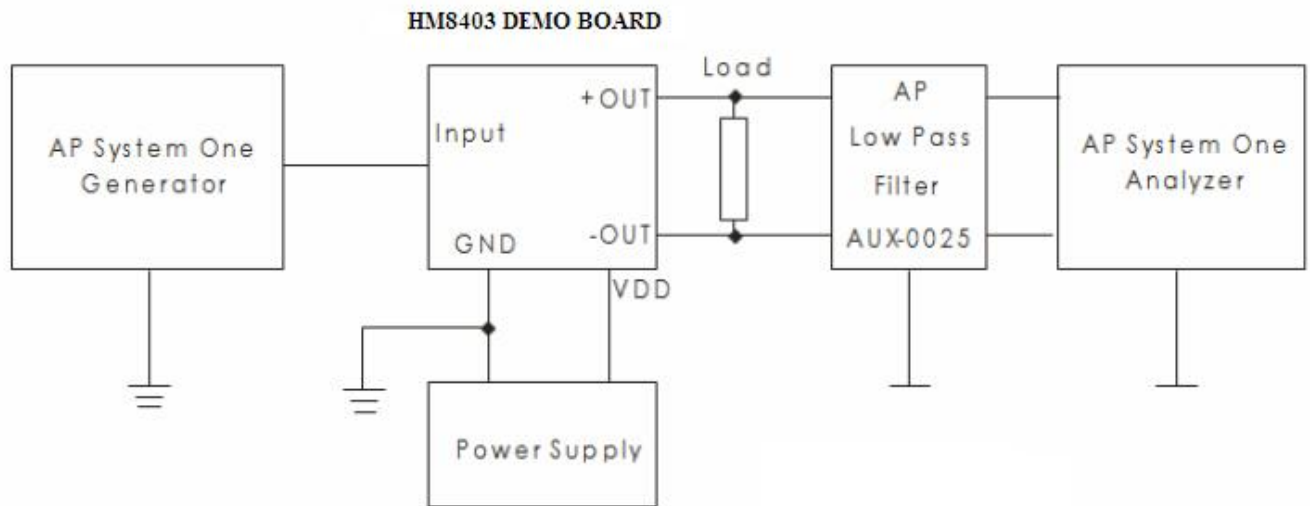 HM8403 DEMO BOARD
AP System One
Generator
Input
GND
+OUT
-OUT
VDD
Load
AP
Low Pass
Filter
AUX-0025
AP System One
Analyzer
Power Supply